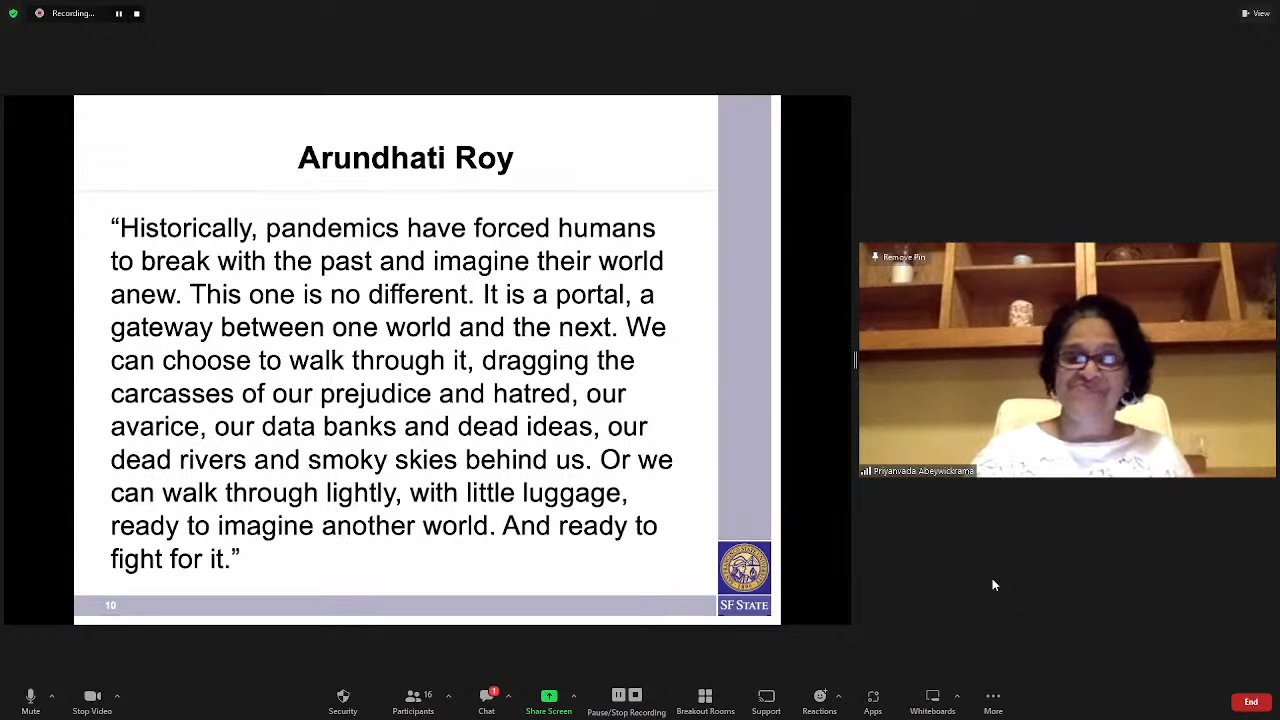 Recording...
View
Arundhati Roy
“Historically, pandemics have forced humans
to break with the past and imagine their world
anew. This one is no different. It is a portal, a
gateway between one world and the next. We
can choose to walk through it, dragging the
carcasses of our prejudice and hatred, our
avarice, our data banks and dead ideas, our
dead rivers and smoky skies behind us. Or we
can walk through lightly, with little luggage,
ready to imagine another world. And ready to
fight for it.”
10
SF STATE
Remove Pin
Priyanvada Abeywickrama
Mute
Stop Video
Security
16
Participants
1
Chat
Share Screen
Pause/Stop Recording
Breakout Rooms
Support
Reactions
Apps
Whiteboards
More
End